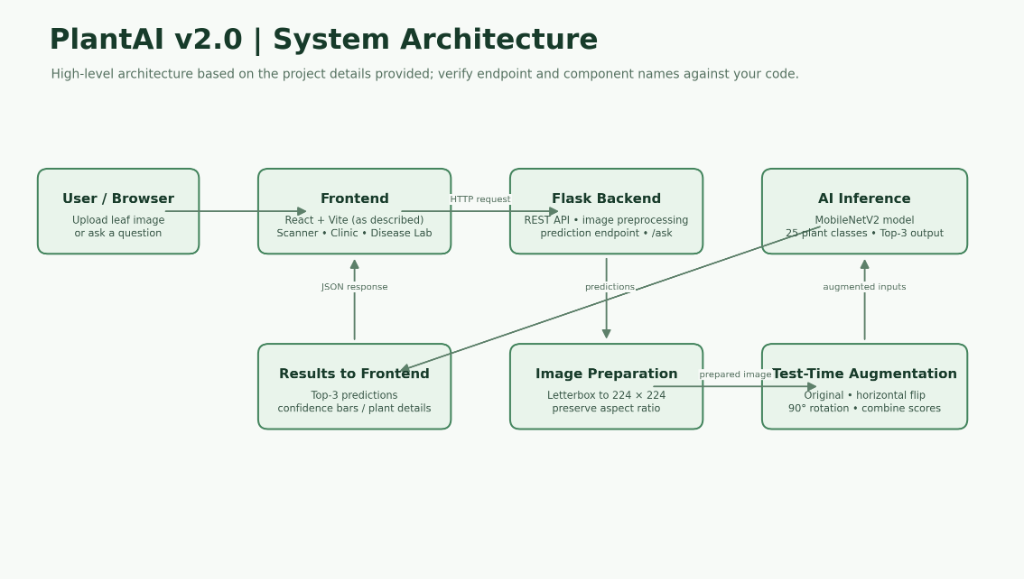 PlantAI v2.0 | System Architecture
High-level architecture based on the project details provided; verify endpoint and component names against your code.
User / Browser
Upload leaf image
or ask a question
Frontend
React + Vite (as described)
Scanner • Clinic • Disease Lab
HTTP request
Flask Backend
REST API • image preprocessing
prediction endpoint • /ask
AI Inference
MobileNetV2 model
25 plant classes • Top-3 output
JSON response
predictions
augmented inputs
Results to Frontend
Top-3 predictions
confidence bars / plant details
Image Preparation
Letterbox to 224 × 224
preserve aspect ratio
prepared image
Test-Time Augmentation
Original • horizontal flip
90° rotation • combine scores